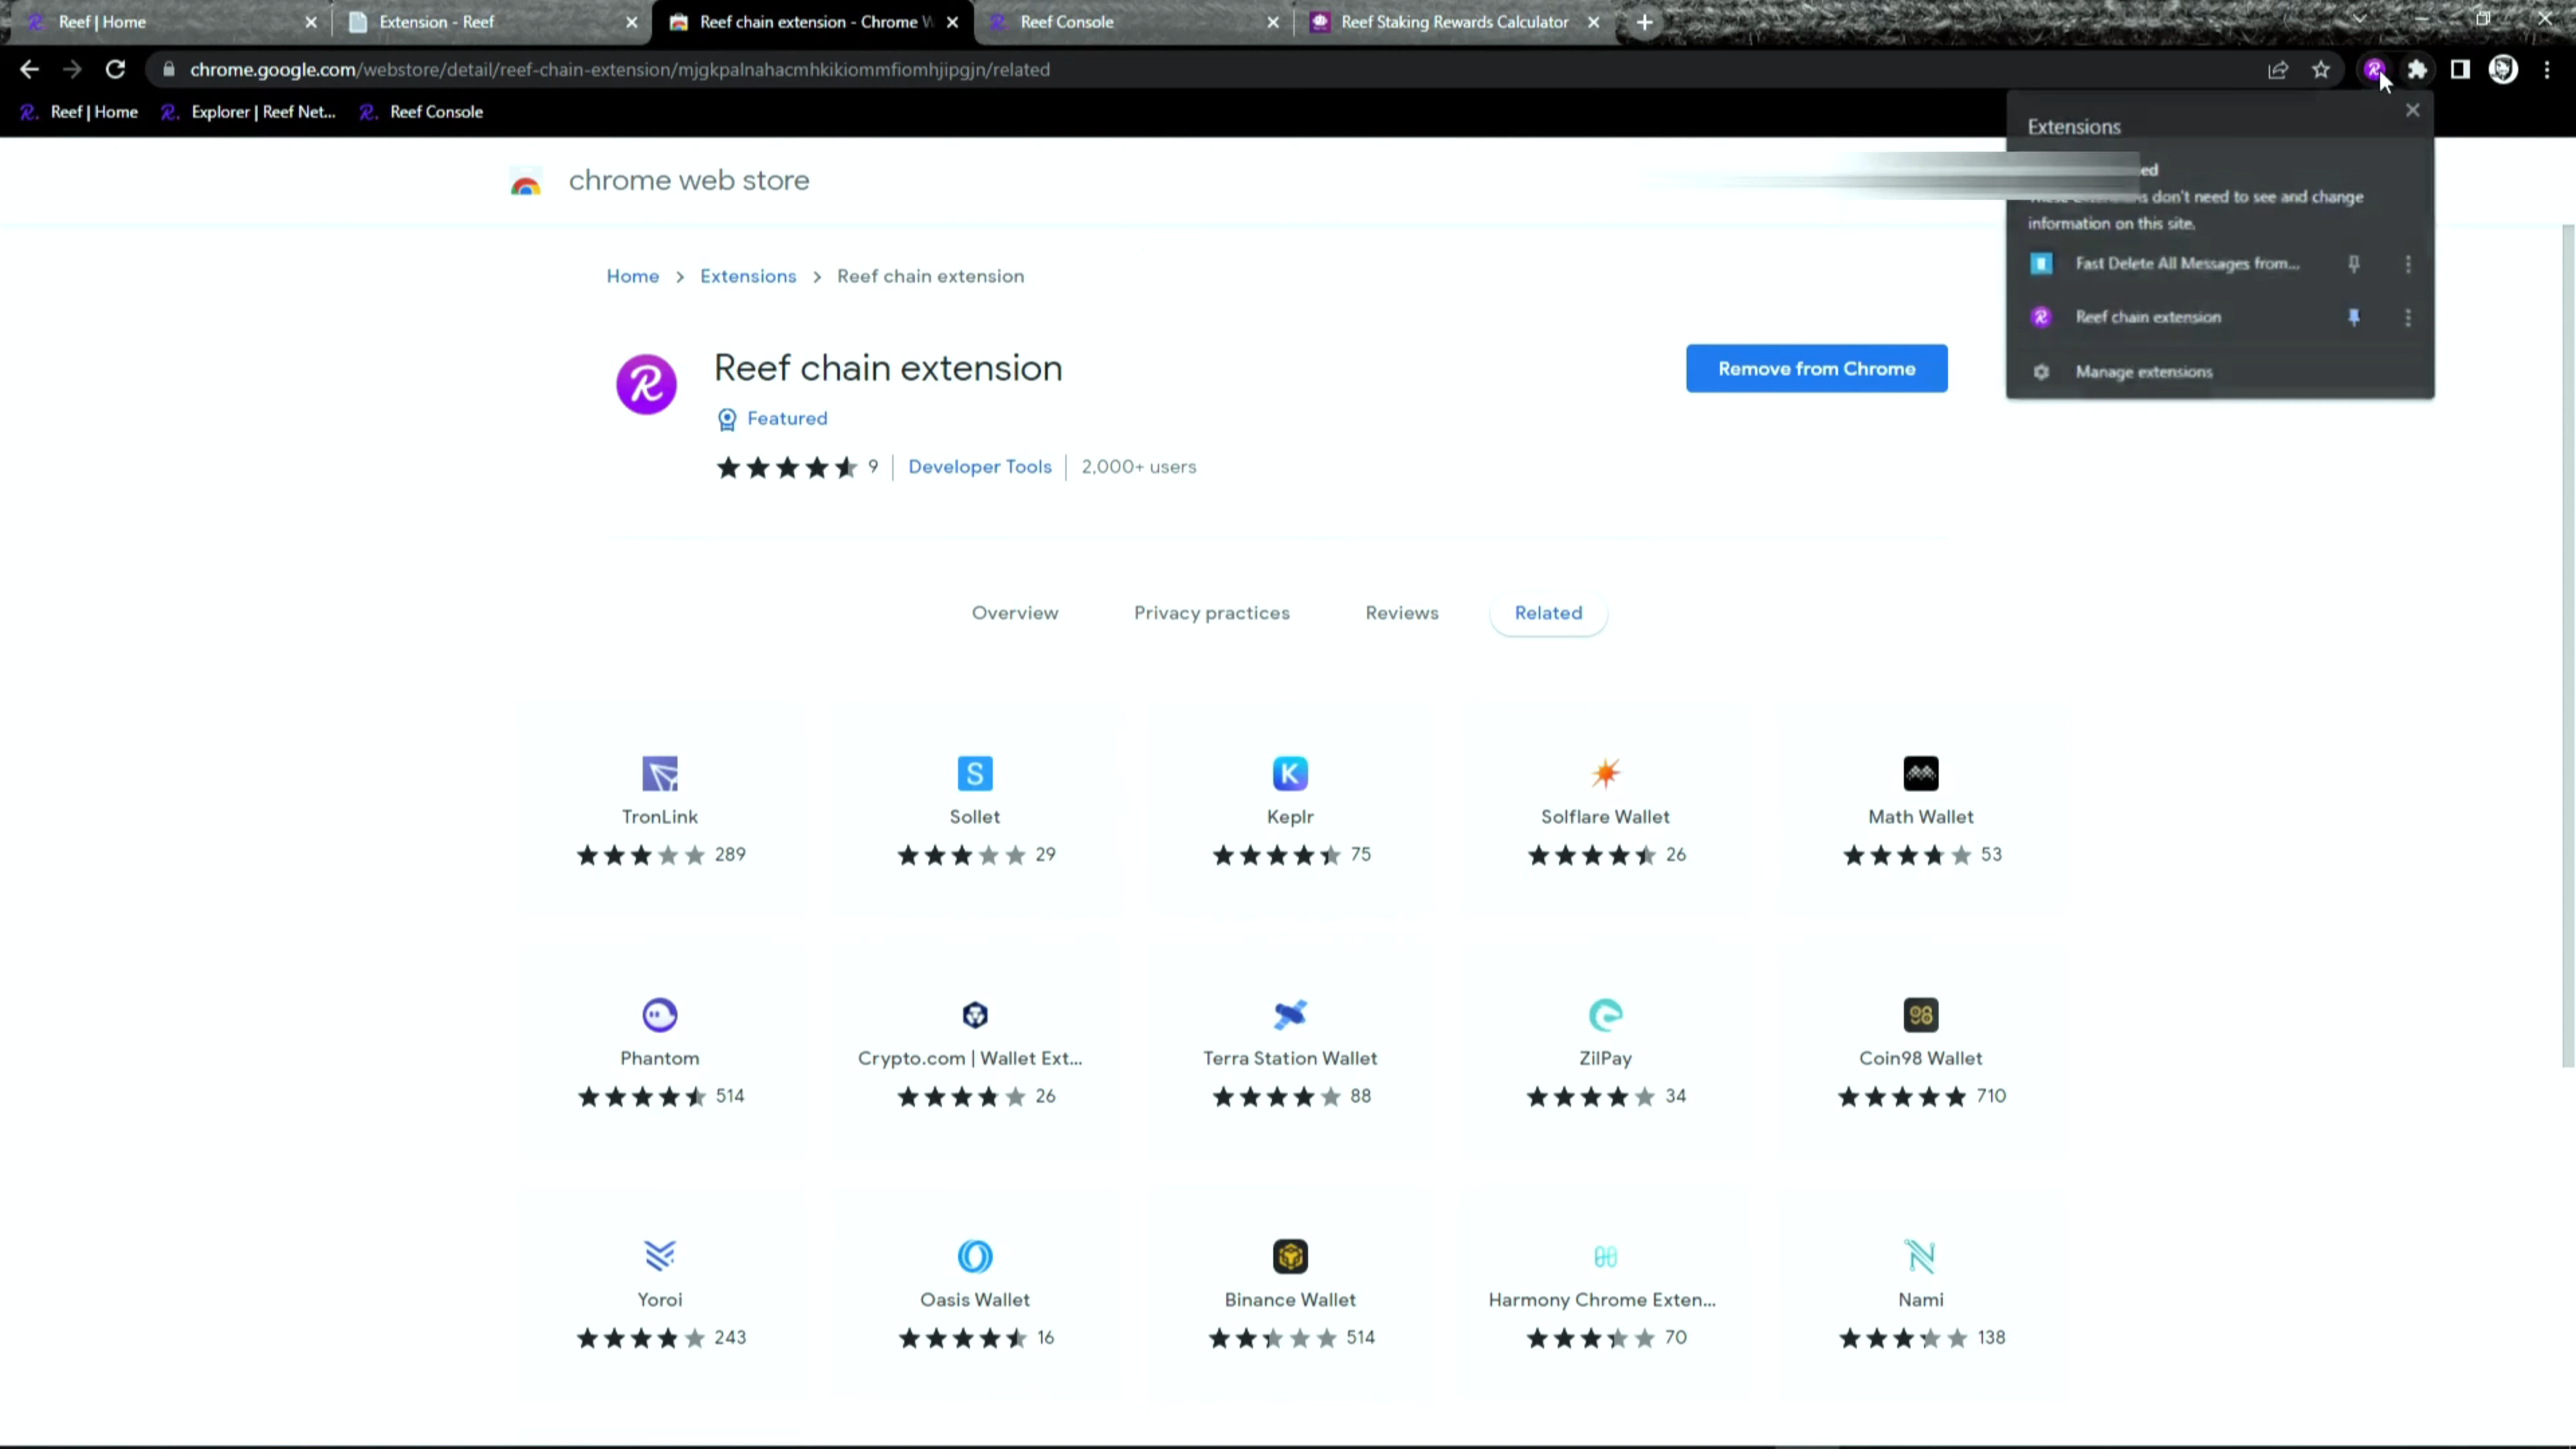 Reef | Home
Extension - Reef
Reef chain extension - Chrome W
Reef Console
Reef Staking Rewards Calculator
chrome.google.com/webstore/detail/reef-chain-extension/mjgkpalnahacmhkikiommfiomhjipgjn/related
Reef | Home
Explorer | Reef Net...
Reef Console
Extensions
ed
don't need to see and change
information on this site.
Fast Delete All Messages from...
Reef chain extension
Manage extensions
chrome web store
Home > Extensions > Reef chain extension
Reef chain extension
Remove from Chrome
Featured
9 | Developer Tools | 2,000+ users
Overview
Privacy practices
Reviews
Related
TronLink
289
Sollet
29
Keplr
75
Solflare Wallet
26
Math Wallet
53
Phantom
514
Crypto.com | Wallet Ext...
26
Terra Station Wallet
88
ZilPay
34
Coin98 Wallet
710
Yoroi
243
Oasis Wallet
16
Binance Wallet
514
Harmony Chrome Exten...
70
Nami
138